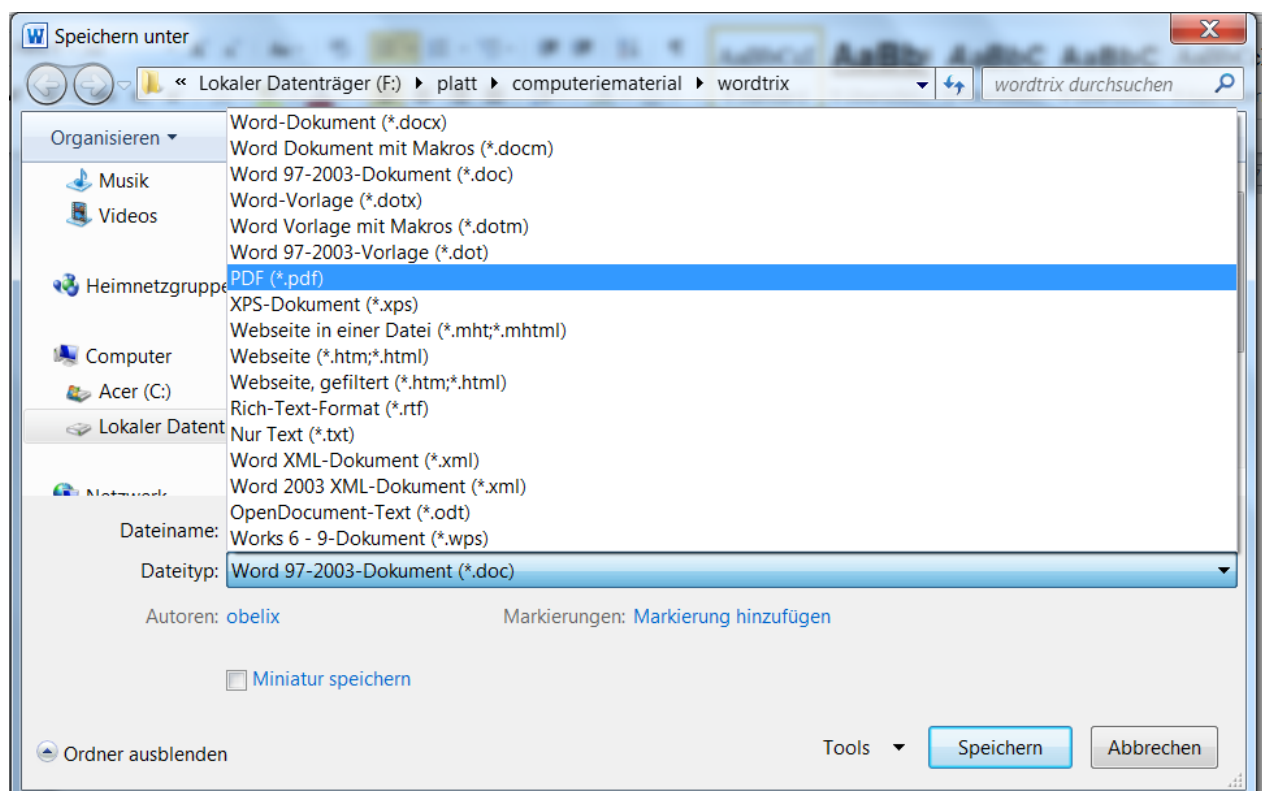 Speichern unter
« Lokaler Datenträger (F:) platt computeriematerial wordtrix
wordtrix durchsuchen
Organisieren
Musik
Videos
Heimnetzgruppe
Computer
Acer (C:)
Lokaler Datent
Word-Dokument (*.docx)
Word Dokument mit Makros (*.docm)
Word 97-2003-Dokument (*.doc)
Word-Vorlage (*.dotx)
Word Vorlage mit Makros (*.dotm)
Word 97-2003-Vorlage (*.dot)
PDF (*.pdf)
XPS-Dokument (*.xps)
Webseite in einer Datei (*.mht;*.mhtml)
Webseite (*.htm;*.html)
Webseite, gefiltert (*.htm;*.html)
Rich-Text-Format (*.rtf)
Nur Text (*.txt)
Word XML-Dokument (*.xml)
Word 2003 XML-Dokument (*.xml)
OpenDocument-Text (*.odt)
Works 6 - 9-Dokument (*.wps)
Dateiname:
Dateityp: Word 97-2003-Dokument (*.doc)
Autoren: obelix Markierungen: Markierung hinzufügen
Miniatur speichern
Ordner ausblenden Tools Speichern Abbrechen